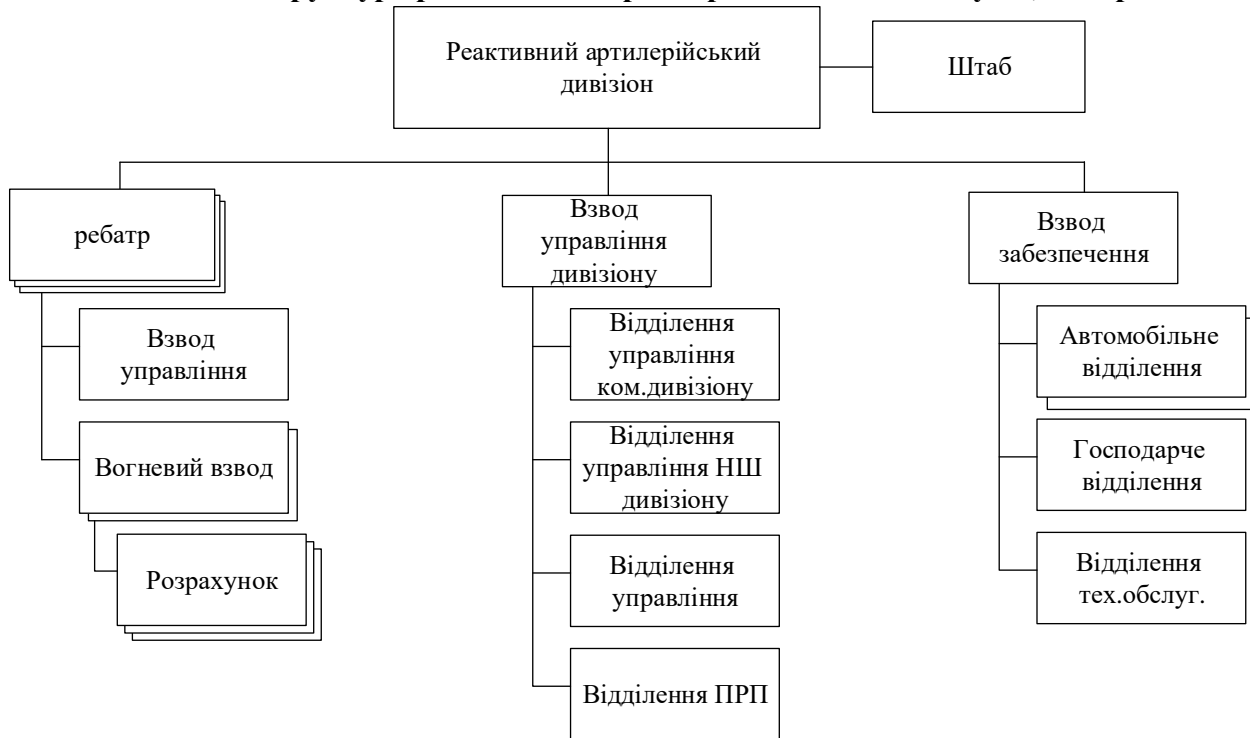 Реактивний артилерійський
дивізіон
Штаб
ребатр
Взвод
управління
дивізіону
Взвод
забезпечення
Взвод
управління
Вогневий взвод
Розрахунок
Відділення
управління
ком.дивізіону
Відділення
управління НШ
дивізіону
Відділення
управління
Відділення ПРП
Автомобільне
відділення
Господарче
відділення
Відділення
тех.обслуг.